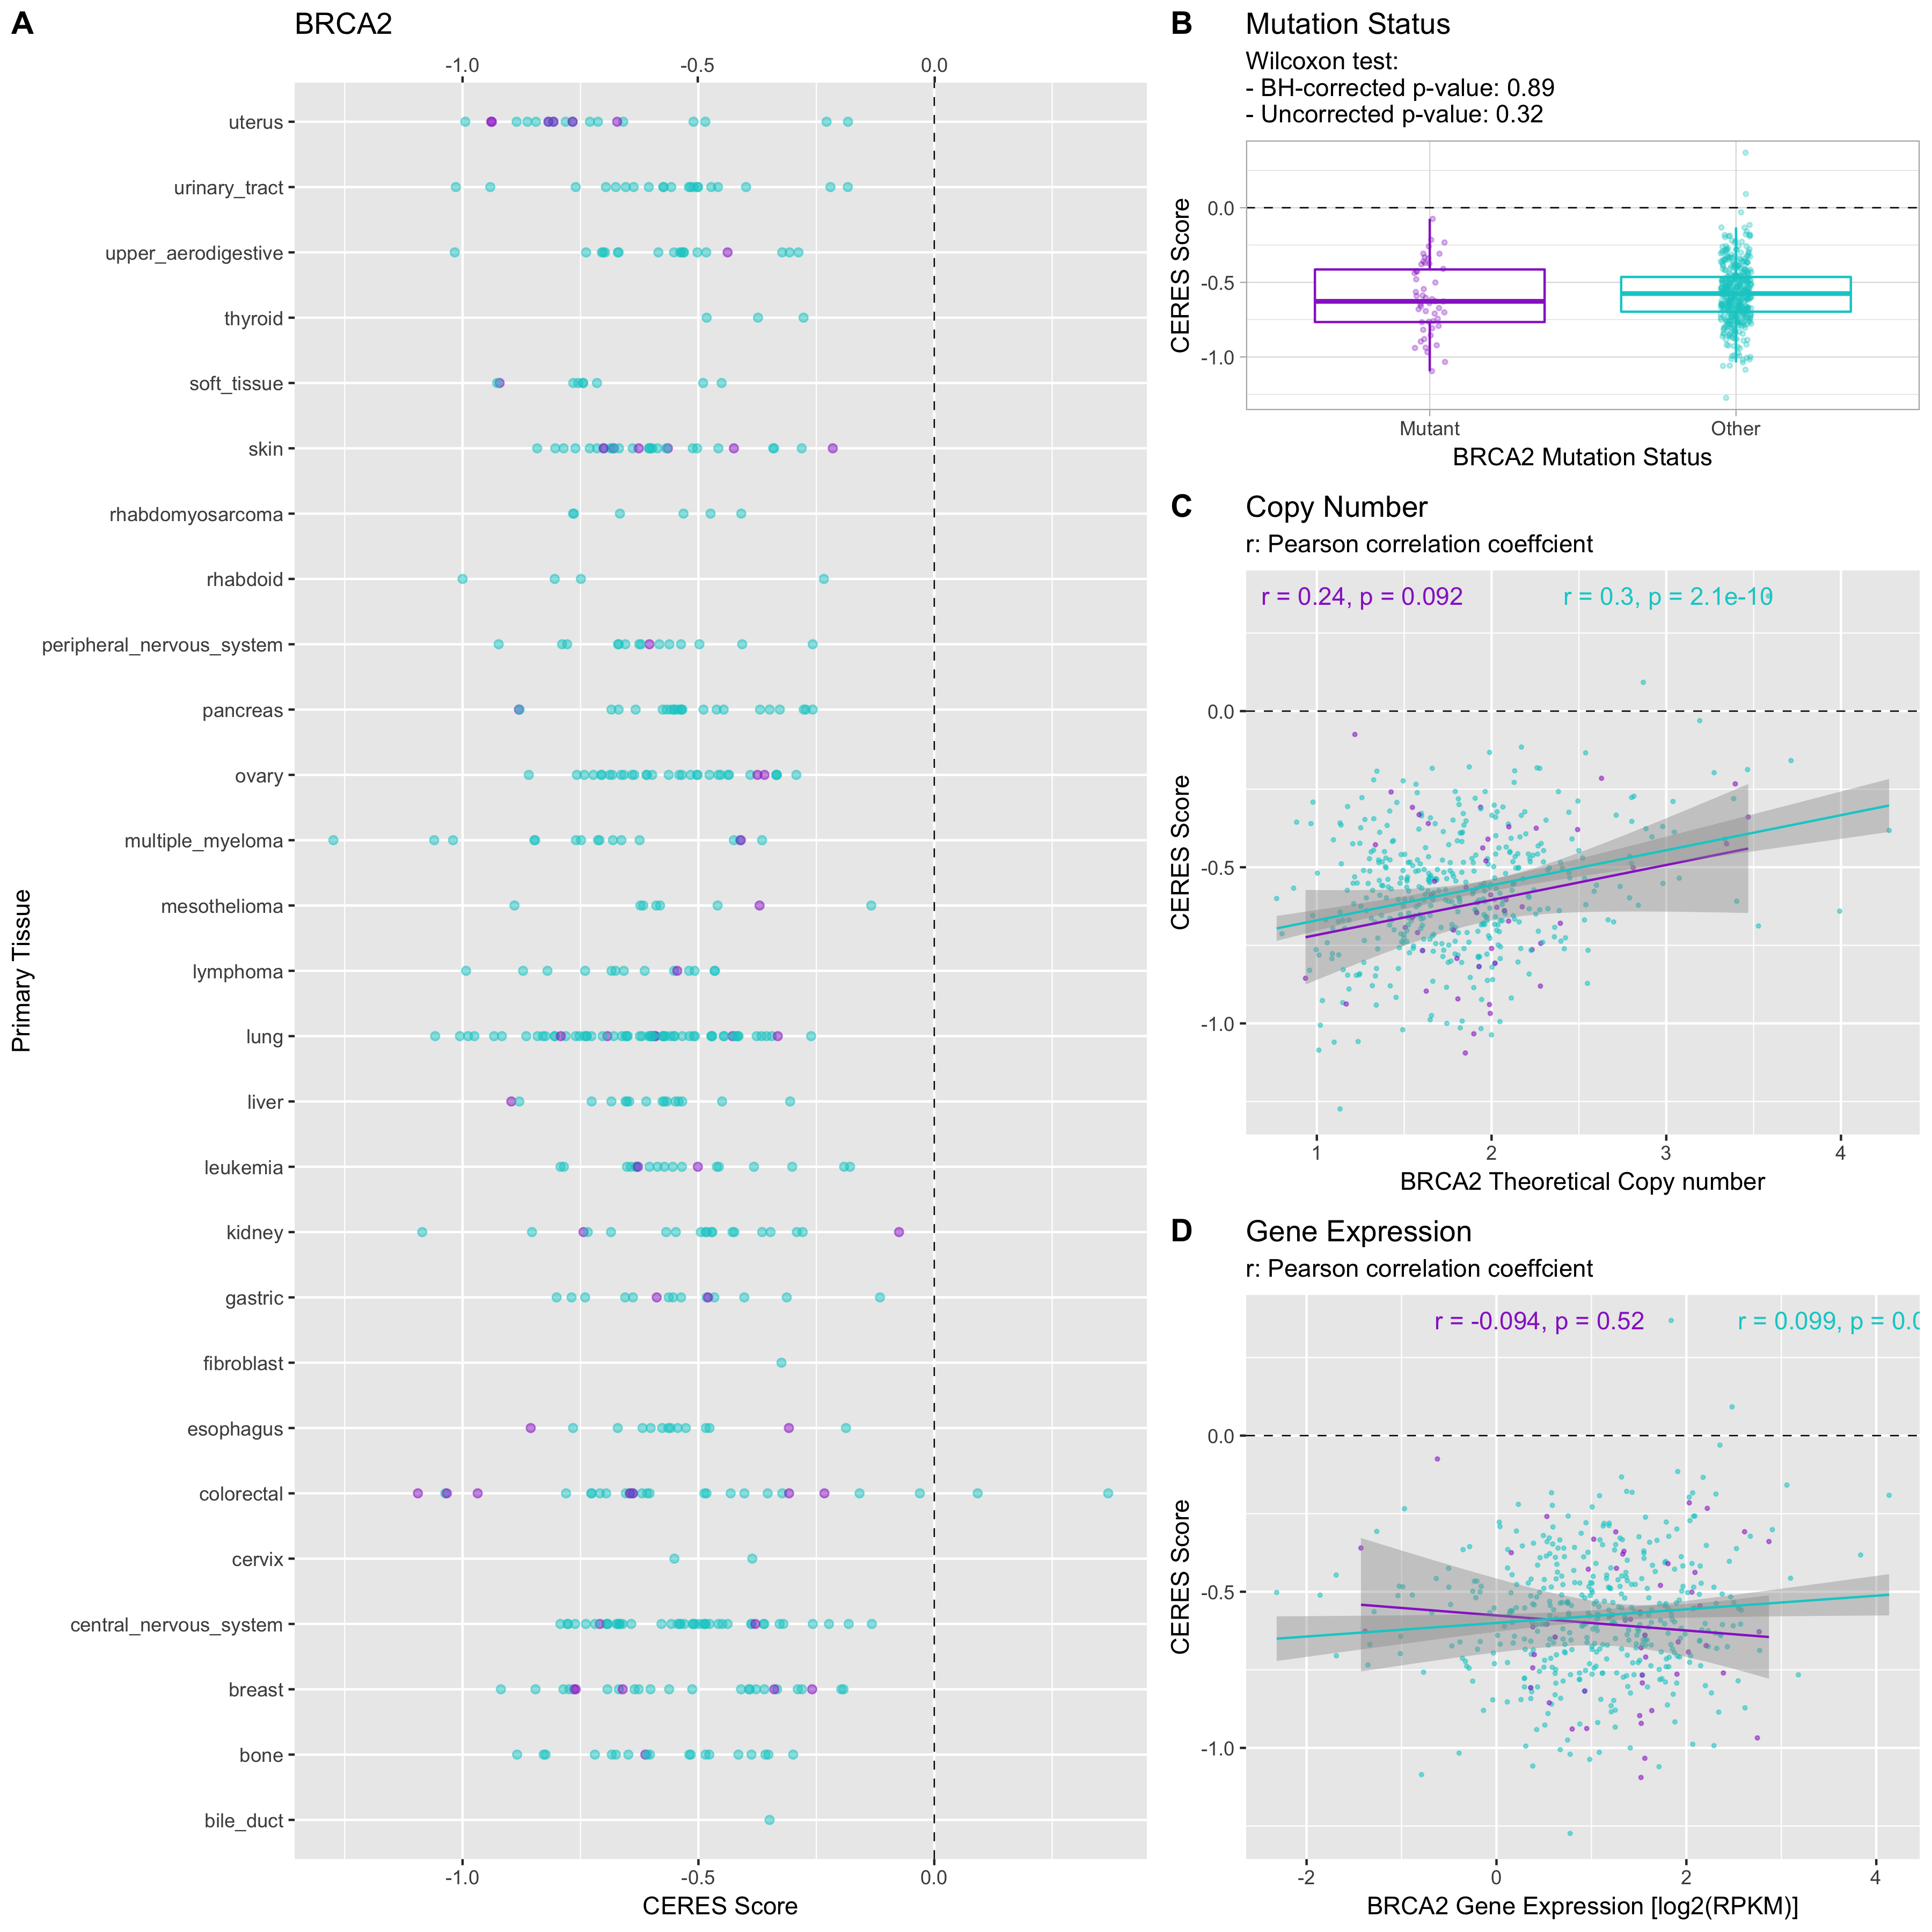 A
BRCA2
-1.0
-0.5
0.0
Primary Tissue
uterus
urinary_tract
upper_aerodigestive
thyroid
soft_tissue
skin
rhabdomyosarcoma
rhabdoid
peripheral_nervous_system
pancreas
ovary
multiple_myeloma
mesothelioma
lymphoma
lung
liver
leukemia
kidney
gastric
fibroblast
esophagus
colorectal
cervix
central_nervous_system
breast
bone
bile_duct
-1.0
-0.5
0.0
CERES Score
B
Mutation Status
Wilcoxon test:
- BH-corrected p-value: 0.89
- Uncorrected p-value: 0.32
CERES Score
0.0
-0.5
-1.0
Mutant
Other
BRCA2 Mutation Status
C
Copy Number
r: Pearson correlation coeffcient
r = 0.24, p = 0.092
r = 0.3, p = 2.1e-10
CERES Score
0.0
-0.5
-1.0
1
2
3
4
BRCA2 Theoretical Copy number
D
Gene Expression
r: Pearson correlation coeffcient
r = -0.094, p = 0.52
r = 0.099, p = 0.0
CERES Score
0.0
-0.5
-1.0
-2
0
2
4
BRCA2 Gene Expression [log2(RPKM)]